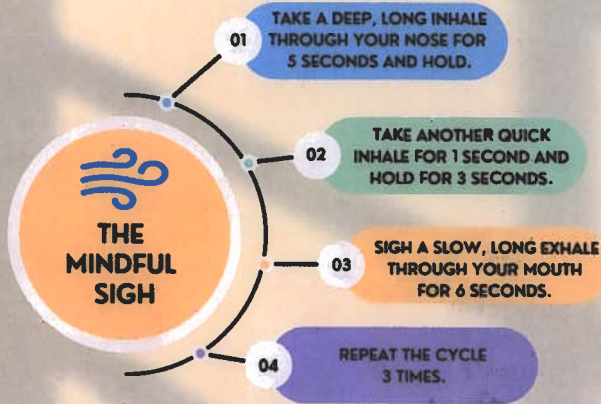 THE
MINDFUL
SIGH
01
TAKE A DEEP, LONG INHALE
THROUGH YOUR NOSE FOR
5 SECONDS AND HOLD.
02
TAKE ANOTHER QUICK
INHALE FOR 1 SECOND AND
HOLD FOR 3 SECONDS.
03
SIGH A SLOW, LONG EXHALE
THROUGH YOUR MOUTH
FOR 6 SECONDS.
04
REPEAT THE CYCLE
3 TIMES.